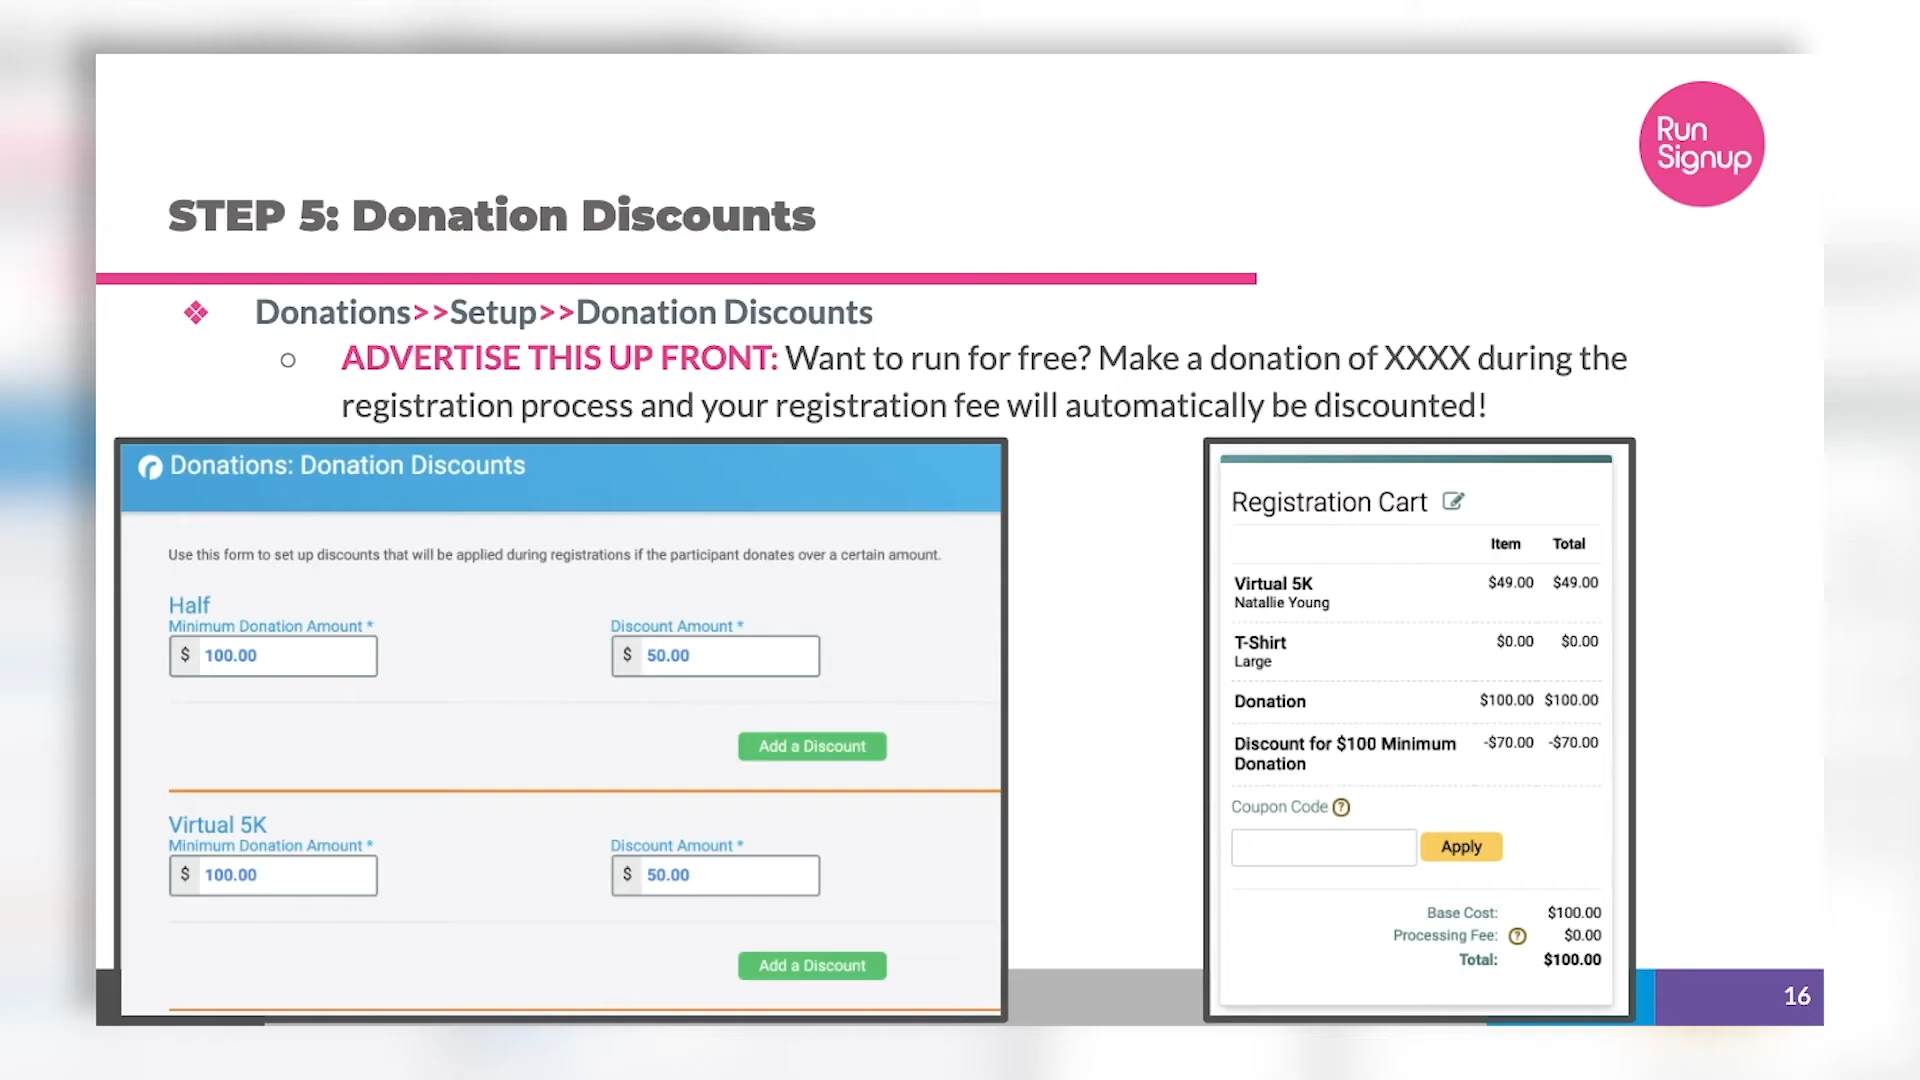 Run
Signup
STEP 5: Donation Discounts
Donations>>Setup>>Donation Discounts
ADVERTISE THIS UP FRONT: Want to run for free? Make a donation of XXXX during the
registration process and your registration fee will automatically be discounted!
Donations: Donation Discounts
Use this form to set up discounts that will be applied during registrations if the participant donates over a certain amount.
Half
Minimum Donation Amount * Discount Amount *
$ 100.00 $ 50.00
Add a Discount
Virtual 5K
Minimum Donation Amount * Discount Amount *
$ 100.00 $ 50.00
Add a Discount
Registration Cart
Item Total
Virtual 5K $49.00 $49.00
Natallie Young
T-Shirt $0.00 $0.00
Large
Donation $100.00 $100.00
Discount for $100 Minimum -$70.00 -$70.00
Donation
Coupon Code ?
Apply
Base Cost: $100.00
Processing Fee: ? $0.00
Total: $100.00
16